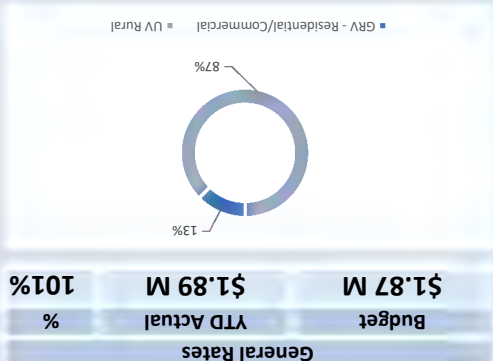 General Rates
Budget YTD Actual %
$1.87 M $1.89 M 101%
13%
87%
GRV - Residential/Commercial UV Rural